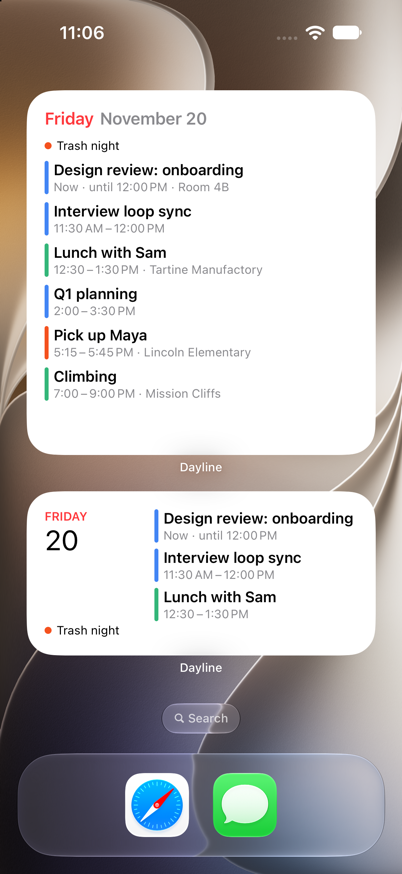 11:06
Friday November 20
Trash night
Design review: onboarding
Now · until 12:00 PM · Room 4B
Interview loop sync
11:30 AM – 12:00 PM
Lunch with Sam
12:30 – 1:30 PM · Tartine Manufactory
Q1 planning
2:00 – 3:30 PM
Pick up Maya
5:15 – 5:45 PM · Lincoln Elementary
Climbing
7:00 – 9:00 PM · Mission Cliffs
Dayline
FRIDAY
20
Trash night
Design review: onboarding
Now · until 12:00 PM
Interview loop sync
11:30 AM – 12:00 PM
Lunch with Sam
12:30 – 1:30 PM
Dayline
Search